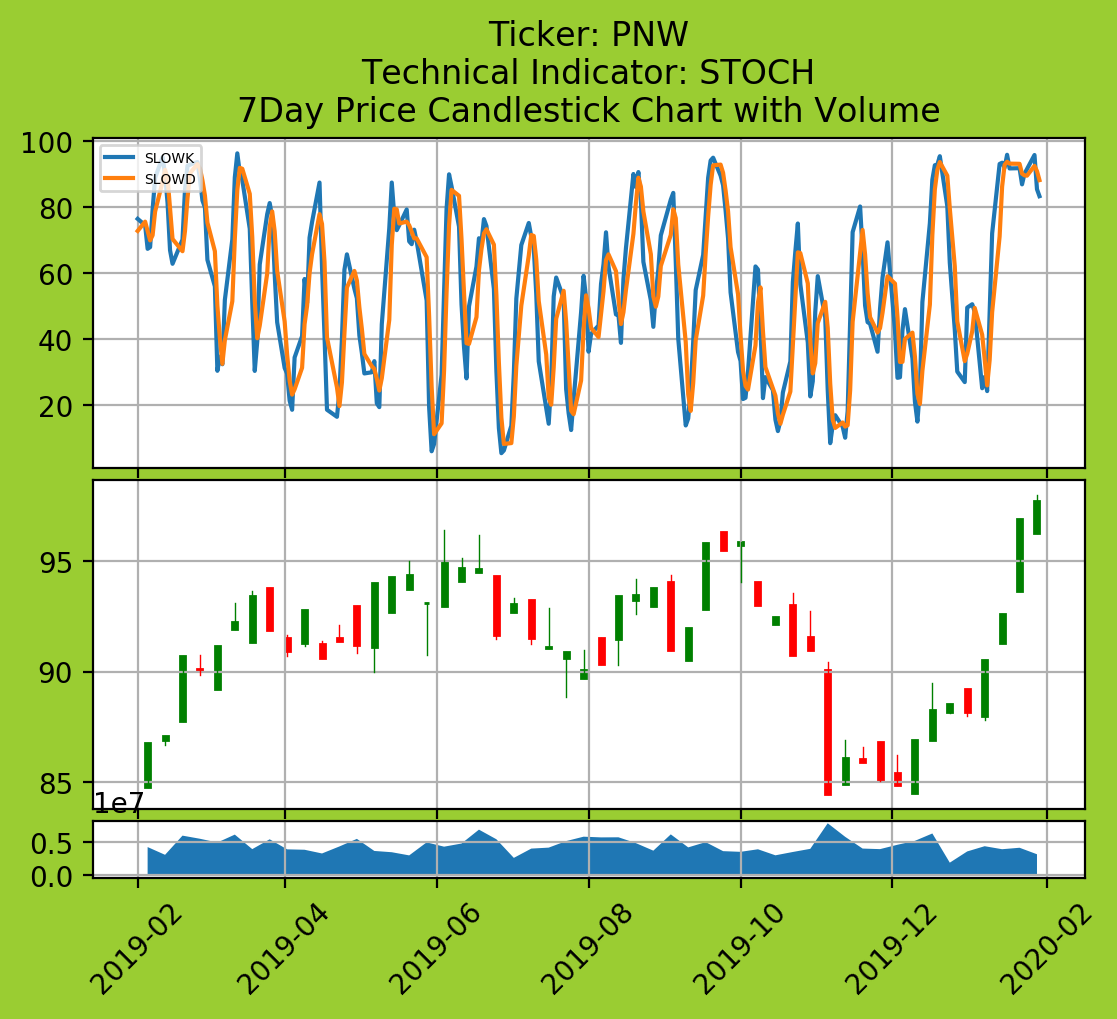 Ticker: PNW
Technical Indicator: STOCH
7Day Price Candlestick Chart with Volume
100
80
60
40
20
SLOWK
SLOWD
95
90
85
1e7
0.5
0.0
2019-02
2019-04
2019-06
2019-08
2019-10
2019-12
2020-02